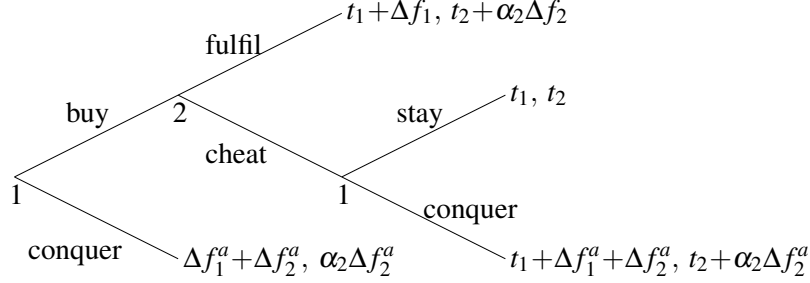 fulfil
t₁+Δf₁, t₂+α₂Δf₂
buy
2
stay
t₁, t₂
cheat
1
1
conquer
conquer
Δf₁ᵃ+Δf₂ᵃ, α₂Δf₂ᵃ
t₁+Δf₁ᵃ+Δf₂ᵃ, t₂+α₂Δf₂ᵃ